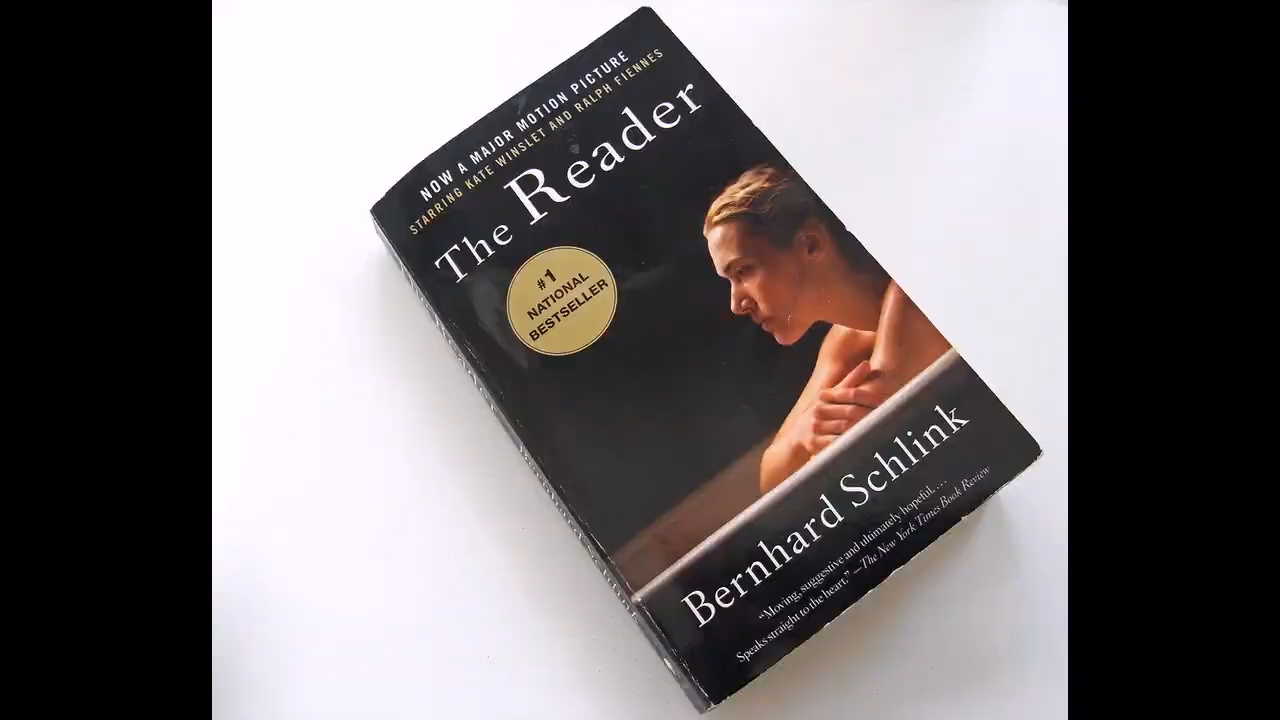 NOW A MAJOR MOTION PICTURE
STARRING KATE WINSLET AND RALPH FIENNES
The Reader
#1
NATIONAL
BESTSELLER
Bernhard Schlink
“Moving, suggestive and ultimately hopeful. . . .
Speaks straight to the heart.” —The New York Times Book Review